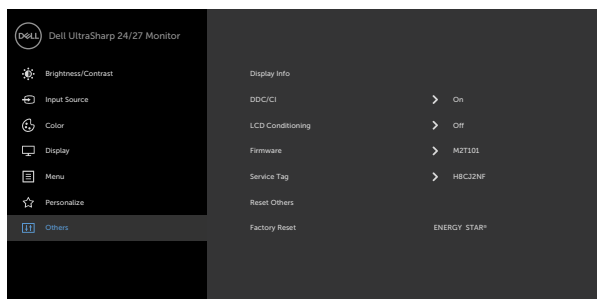 DELL Dell UltraSharp 24/27 Monitor
Brightness/Contrast Display Info
Input Source DDC/CI On
Color LCD Conditioning Off
Display Firmware M2T101
Menu Service Tag H8CJ2NF
Personalize Reset Others
Others Factory Reset ENERGY STAR®